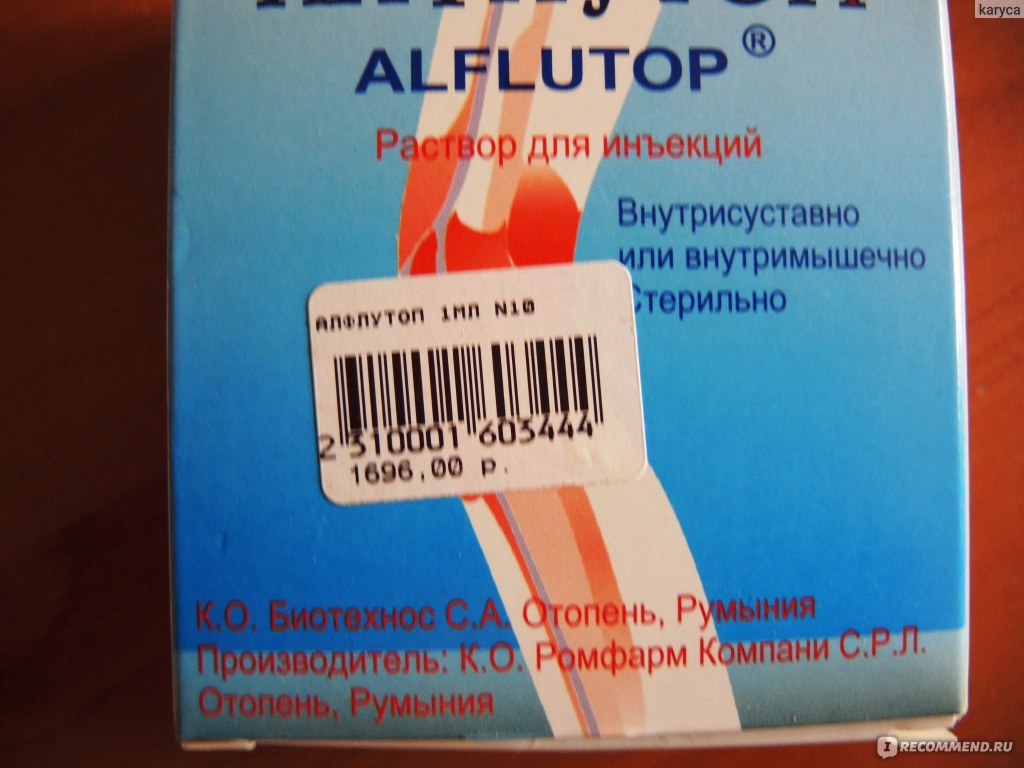 karyca
ALFLUTOP®
Раствор для инъекций
Внутрисуставно
или внутримышечно
Стерильно
АЛФЛУТОП 1МЛ N10
2 310001 603444
1696,00 р.
К.О. Биотехнос С.А. Отопень, Румыния
Производитель: К.О. Ромфарм Компани С.Р.Л.
Отопень, Румыния
IRECOMMEND.RU